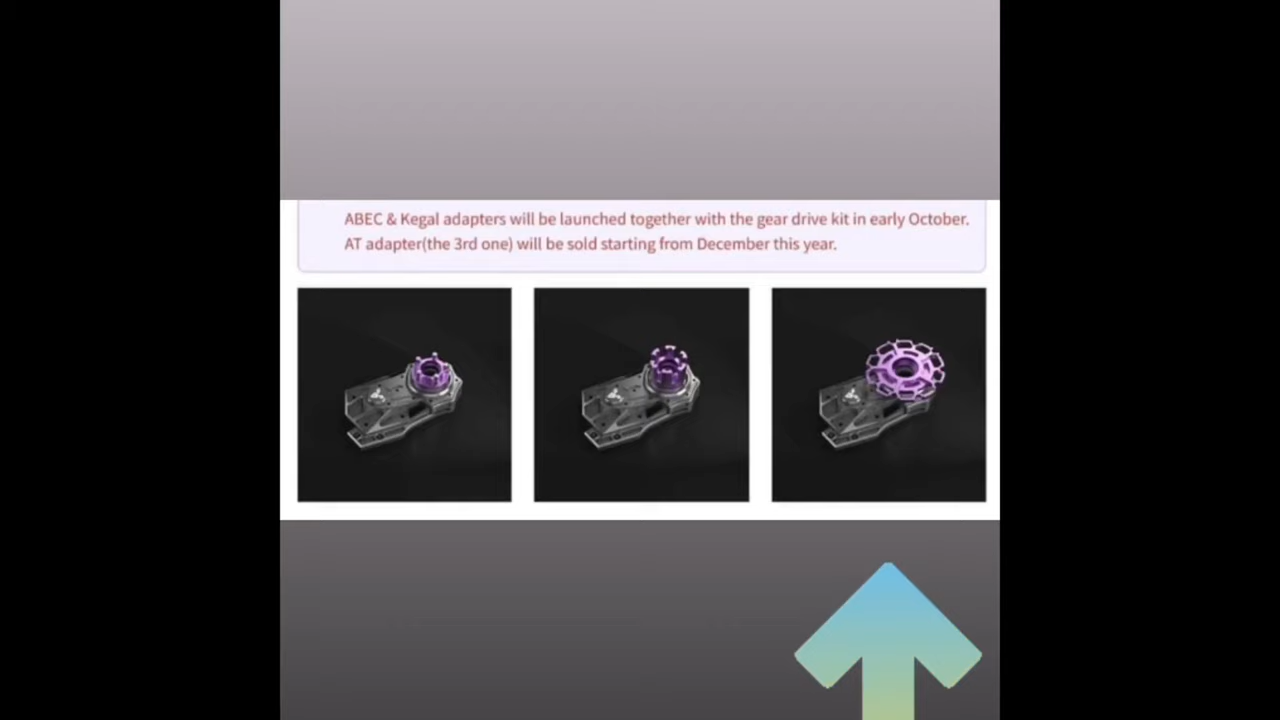 ABEC & Kegal adapters will be launched together with the gear drive kit in early October.
AT adapter(the 3rd one) will be sold starting from December this year.